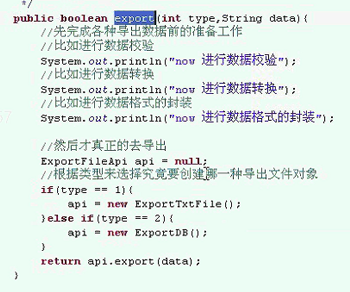 */
public boolean export(int type,String data){
//先完成各种导出数据前的准备工作
//比如进行数据校验
System.out.println("now 进行数据校验");
//比如进行数据转换
System.out.println("now 进行数据转换");
//比如进行数据格式的封装
System.out.println("now 进行数据格式的封装");
//然后才真正的去导出
ExportFileApi api = null;
//根据类型来选择究竟要创建哪一种导出文件对象
if(type == 1){
api = new ExportTxtFile();
}else if(type == 2){
api = new ExportDB();
}
return api.export(data);
}